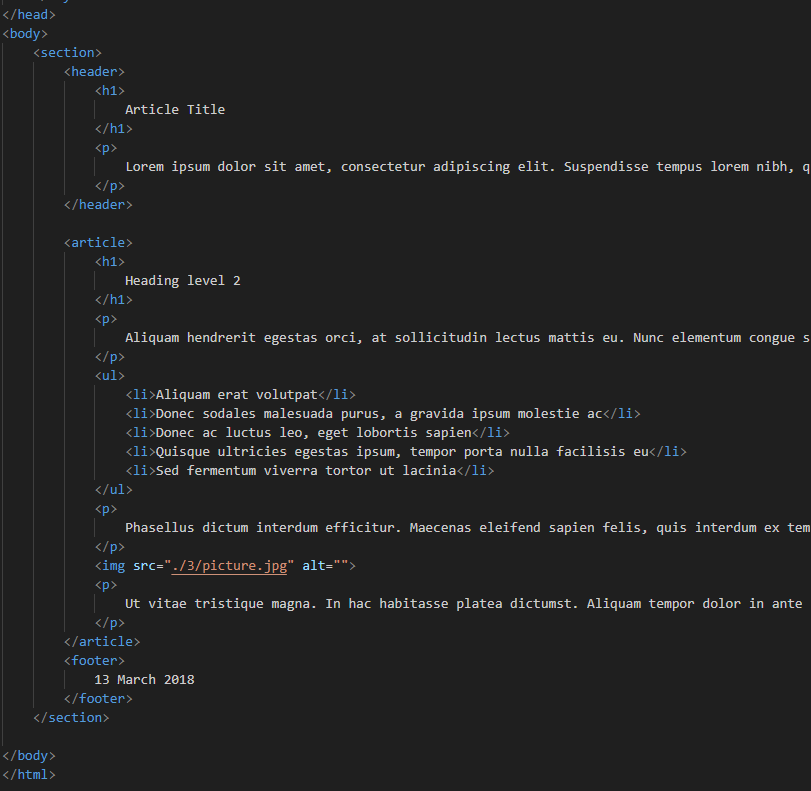 </head>
<body>
<section>
<header>
<h1>
Article Title
</h1>
<p>
Lorem ipsum dolor sit amet, consectetur adipiscing elit. Suspendisse tempus lorem nibh, q
</p>
</header>
<article>
<h1>
Heading level 2
</h1>
<p>
Aliquam hendrerit egestas orci, at sollicitudin lectus mattis eu. Nunc elementum congue s
</p>
<ul>
<li>Aliquam erat volutpat</li>
<li>Donec sodales malesuada purus, a gravida ipsum molestie ac</li>
<li>Donec ac luctus leo, eget lobortis sapien</li>
<li>Quisque ultricies egestas ipsum, tempor porta nulla facilisis eu</li>
<li>Sed fermentum viverra tortor ut lacinia</li>
</ul>
<p>
Phasellus dictum interdum efficitur. Maecenas eleifend sapien felis, quis interdum ex tem
</p>
<img src="./3/picture.jpg" alt="">
<p>
Ut vitae tristique magna. In hac habitasse platea dictumst. Aliquam tempor dolor in ante
</p>
</article>
<footer>
13 March 2018
</footer>
</section>
</body>
</html>